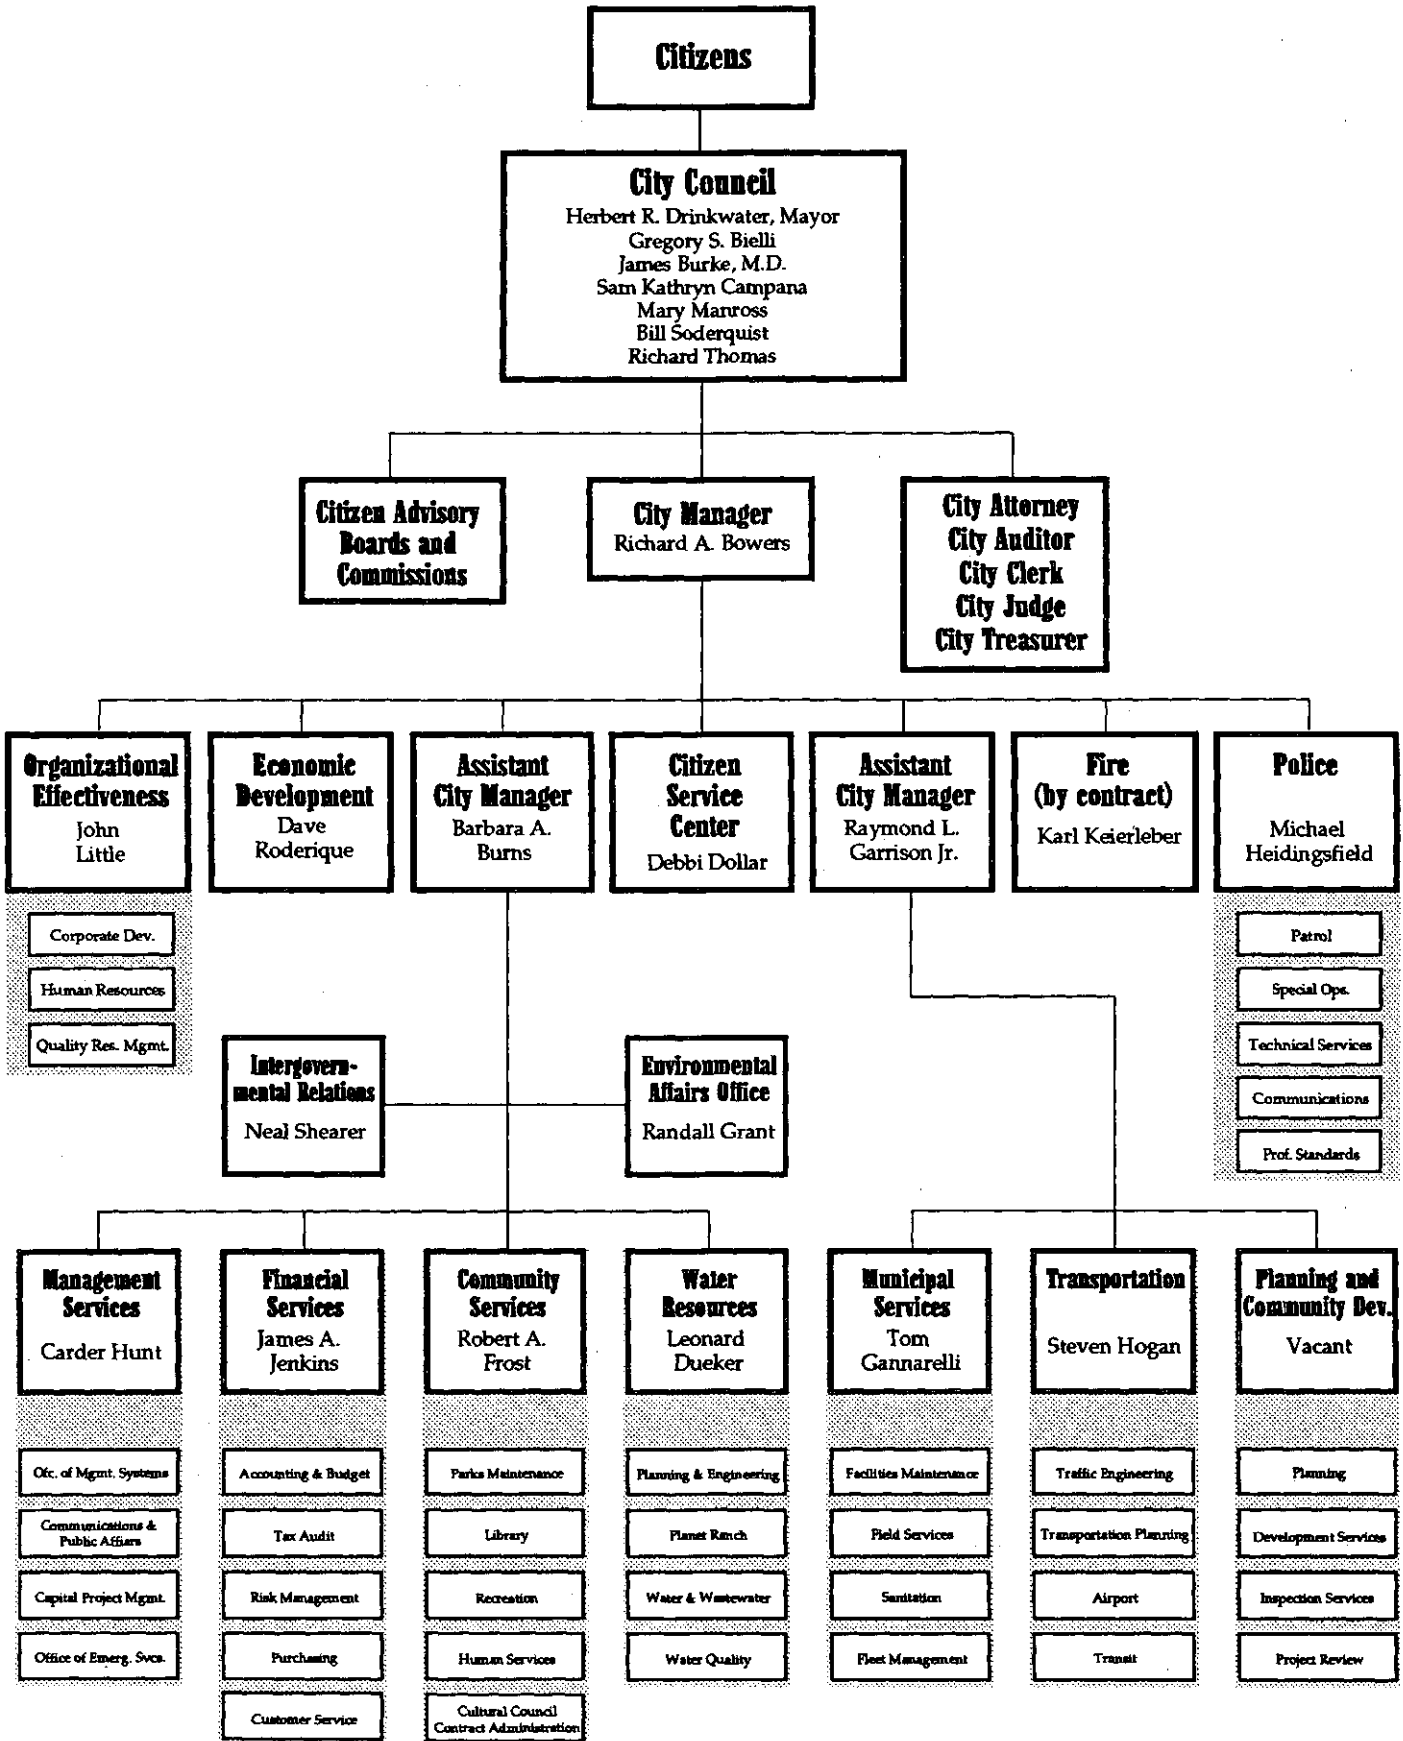 Citizens
City Council
Herbert R. Drinkwater, Mayor
Gregory S. Bielli
James Burke, M.D.
Sam Kathryn Campana
Mary Manross
Bill Soderquist
Richard Thomas
Citizen Advisory
Boards and
Commissions
City Manager
Richard A. Bowers
City Attorney
City Auditor
City Clerk
City Judge
City Treasurer
Organizational
Effectiveness
John
Little
Economic
Development
Dave
Roderique
Assistant
City Manager
Barbara A.
Burns
Citizen
Service
Center
Debbi Dollar
Assistant
City Manager
Raymond L.
Garrison Jr.
Fire
(by contract)
Karl Keierleber
Police
Michael
Heidingsfield
Corporate Dev.
Human Resources
Quality Res. Mgmt.
Patrol
Special Ops.
Technical Services
Communications
Prof. Standards
Intergovern-
mental Relations
Neal Shearer
Environmental
Affairs Office
Randall Grant
Management
Services
Carder Hunt
Financial
Services
James A.
Jenkins
Community
Services
Robert A.
Frost
Water
Resources
Leonard
Dueker
Municipal
Services
Tom
Gannarelli
Transportation
Steven Hogan
Planning and
Community Dev.
Vacant
Ofc. of Mgmt. Systems
Communications &
Public Affiars
Capital Project Mgmt.
Office of Emerg. Svcs.
Accounting & Budget
Tax Audit
Risk Management
Purchasing
Customer Service
Parks Maintenance
Library
Recreation
Human Services
Cultural Council
Contract Administration
Planning & Engineering
Planet Ranch
Water & Wastewater
Water Quality
Facilities Maintenance
Field Services
Sanitation
Fleet Management
Traffic Engineering
Transportation Planning
Airport
Transit
Planning
Development Services
Inspection Services
Project Review